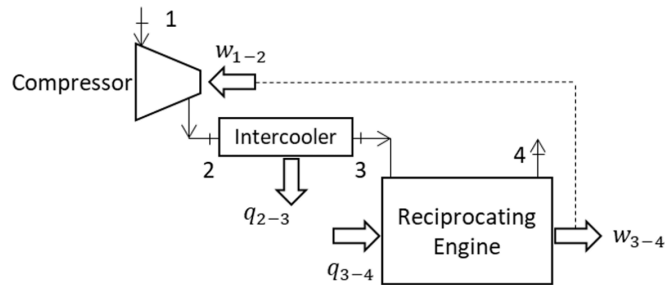 1
w₁₋₂
Compressor
Intercooler
2
3
4
q₂₋₃
Reciprocating
Engine
w₃₋₄
q₃₋₄